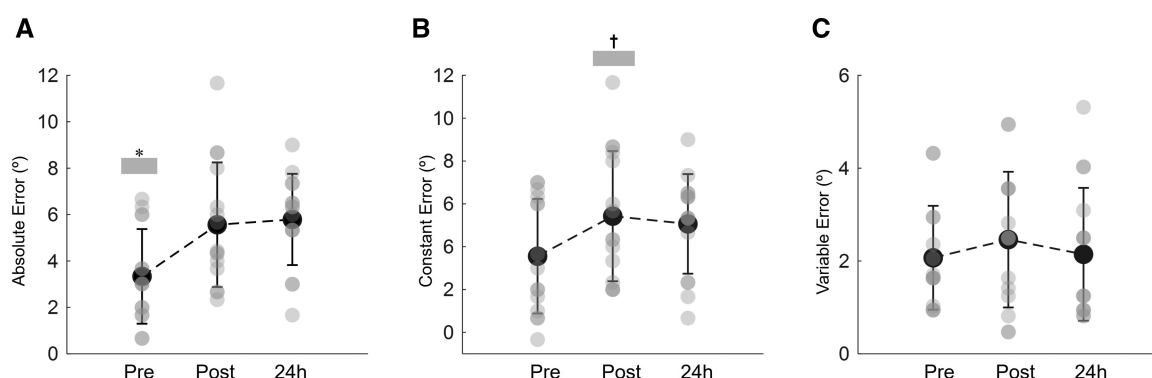 A
Absolute Error (º)
12
10
8
6
4
2
0
*
Pre Post 24h
B
Constant Error (º)
12
10
8
6
6
2
0
†
Pre Post 24h
C
Variable Error (º)
6
4
2
0
Pre Post 24h